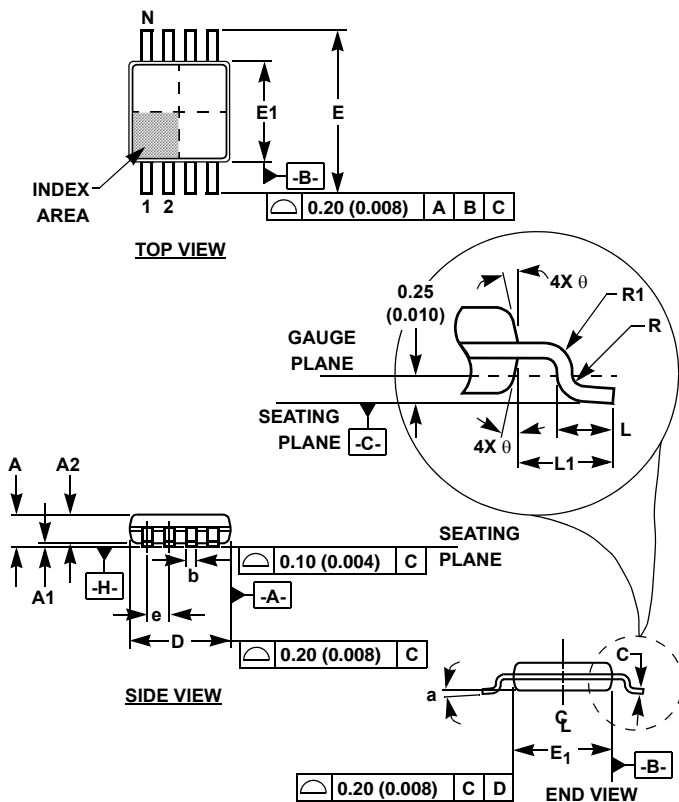 N
E1
E
-B-
INDEX
AREA
1 2
0.20 (0.008) A B C
TOP VIEW
0.25
(0.010)
4X θ
R1
R
GAUGE
PLANE
SEATING
PLANE -C-
4X θ
L
L1
A A2
SEATING
PLANE
A1
-H-
b
0.10 (0.004) C
e
-A-
D
0.20 (0.008) C
SIDE VIEW
C
a
CL
E1
-B-
0.20 (0.008) C D
END VIEW